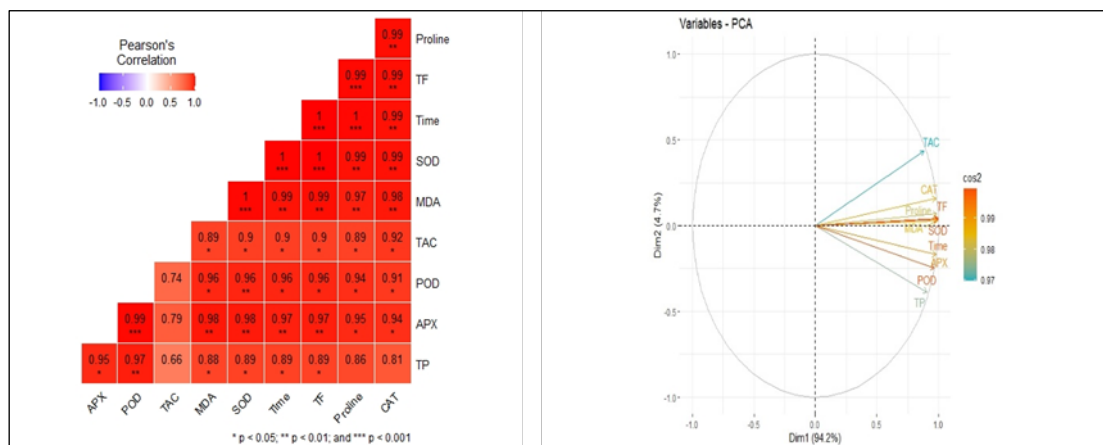 Pearson's
Correlation
-1.0 -0.5 0.0 0.5 1.0
0.99
**
Proline
0.99 0.99
*** **
TF
1 1 0.99
*** *** **
Time
1 1 0.99 0.99
*** *** ** **
SOD
1 0.99 0.99 0.97 0.98
*** ** ** ** **
MDA
0.89 0.9 0.9 0.9 0.89 0.92
* * * * * *
TAC
0.74 0.96 0.96 0.96 0.96 0.94 0.91
* ** ** * * *
POD
0.99 0.79 0.98 0.98 0.97 0.97 0.95 0.94
*** ** ** ** ** * *
APX
0.95 0.97 0.66 0.88 0.89 0.89 0.89 0.86 0.81
* ** * * * *
TP
APX POD TAC MDA SOD Time TF Proline CAT
* p < 0.05; ** p < 0.01; and *** p < 0.001
Variables - PCA
1.0
0.5
0.0
-0.5
-1.0
Dim2 (4.7%)
TAC
CAT
Proline
TF
MDA
SOD
Time
APX
POD
TP
-1.0 -0.5 0.0 0.5 1.0
Dim1 (94.2%)
cos2
0.99
0.98
0.97